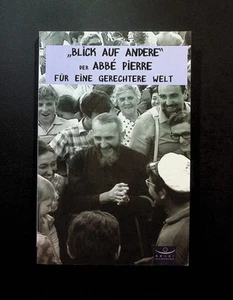 „BLICK AUF ANDERE“
DER ABBÉ PIERRE
FÜR EINE GERECHTERE WELT